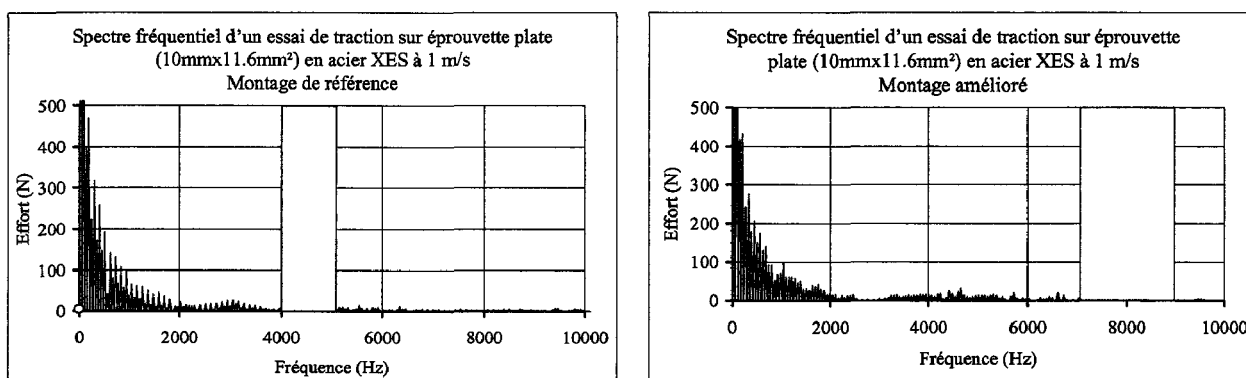 Spectre fréquentiel d'un essai de traction sur éprouvette plate
(10mmx11.6mm²) en acier XES à 1 m/s
Montage de référence
Effort (N)
500
400
300
200
100
0
0
2000
4000
6000
8000
10000
Fréquence (Hz)
Spectre fréquentiel d'un essai de traction sur éprouvette
plate (10mmx11.6mm²) en acier XES à 1 m/s
Montage amélioré
Effort (N)
500
400
300
200
100
0
0
2000
4000
6000
8000
10000
Fréquence (Hz)